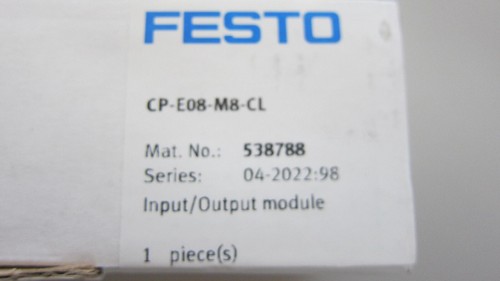 FESTO
CP-E08-M8-CL
Mat. No.: 538788
Series: 04-2022:98
Input/Output module
1 piece(s)